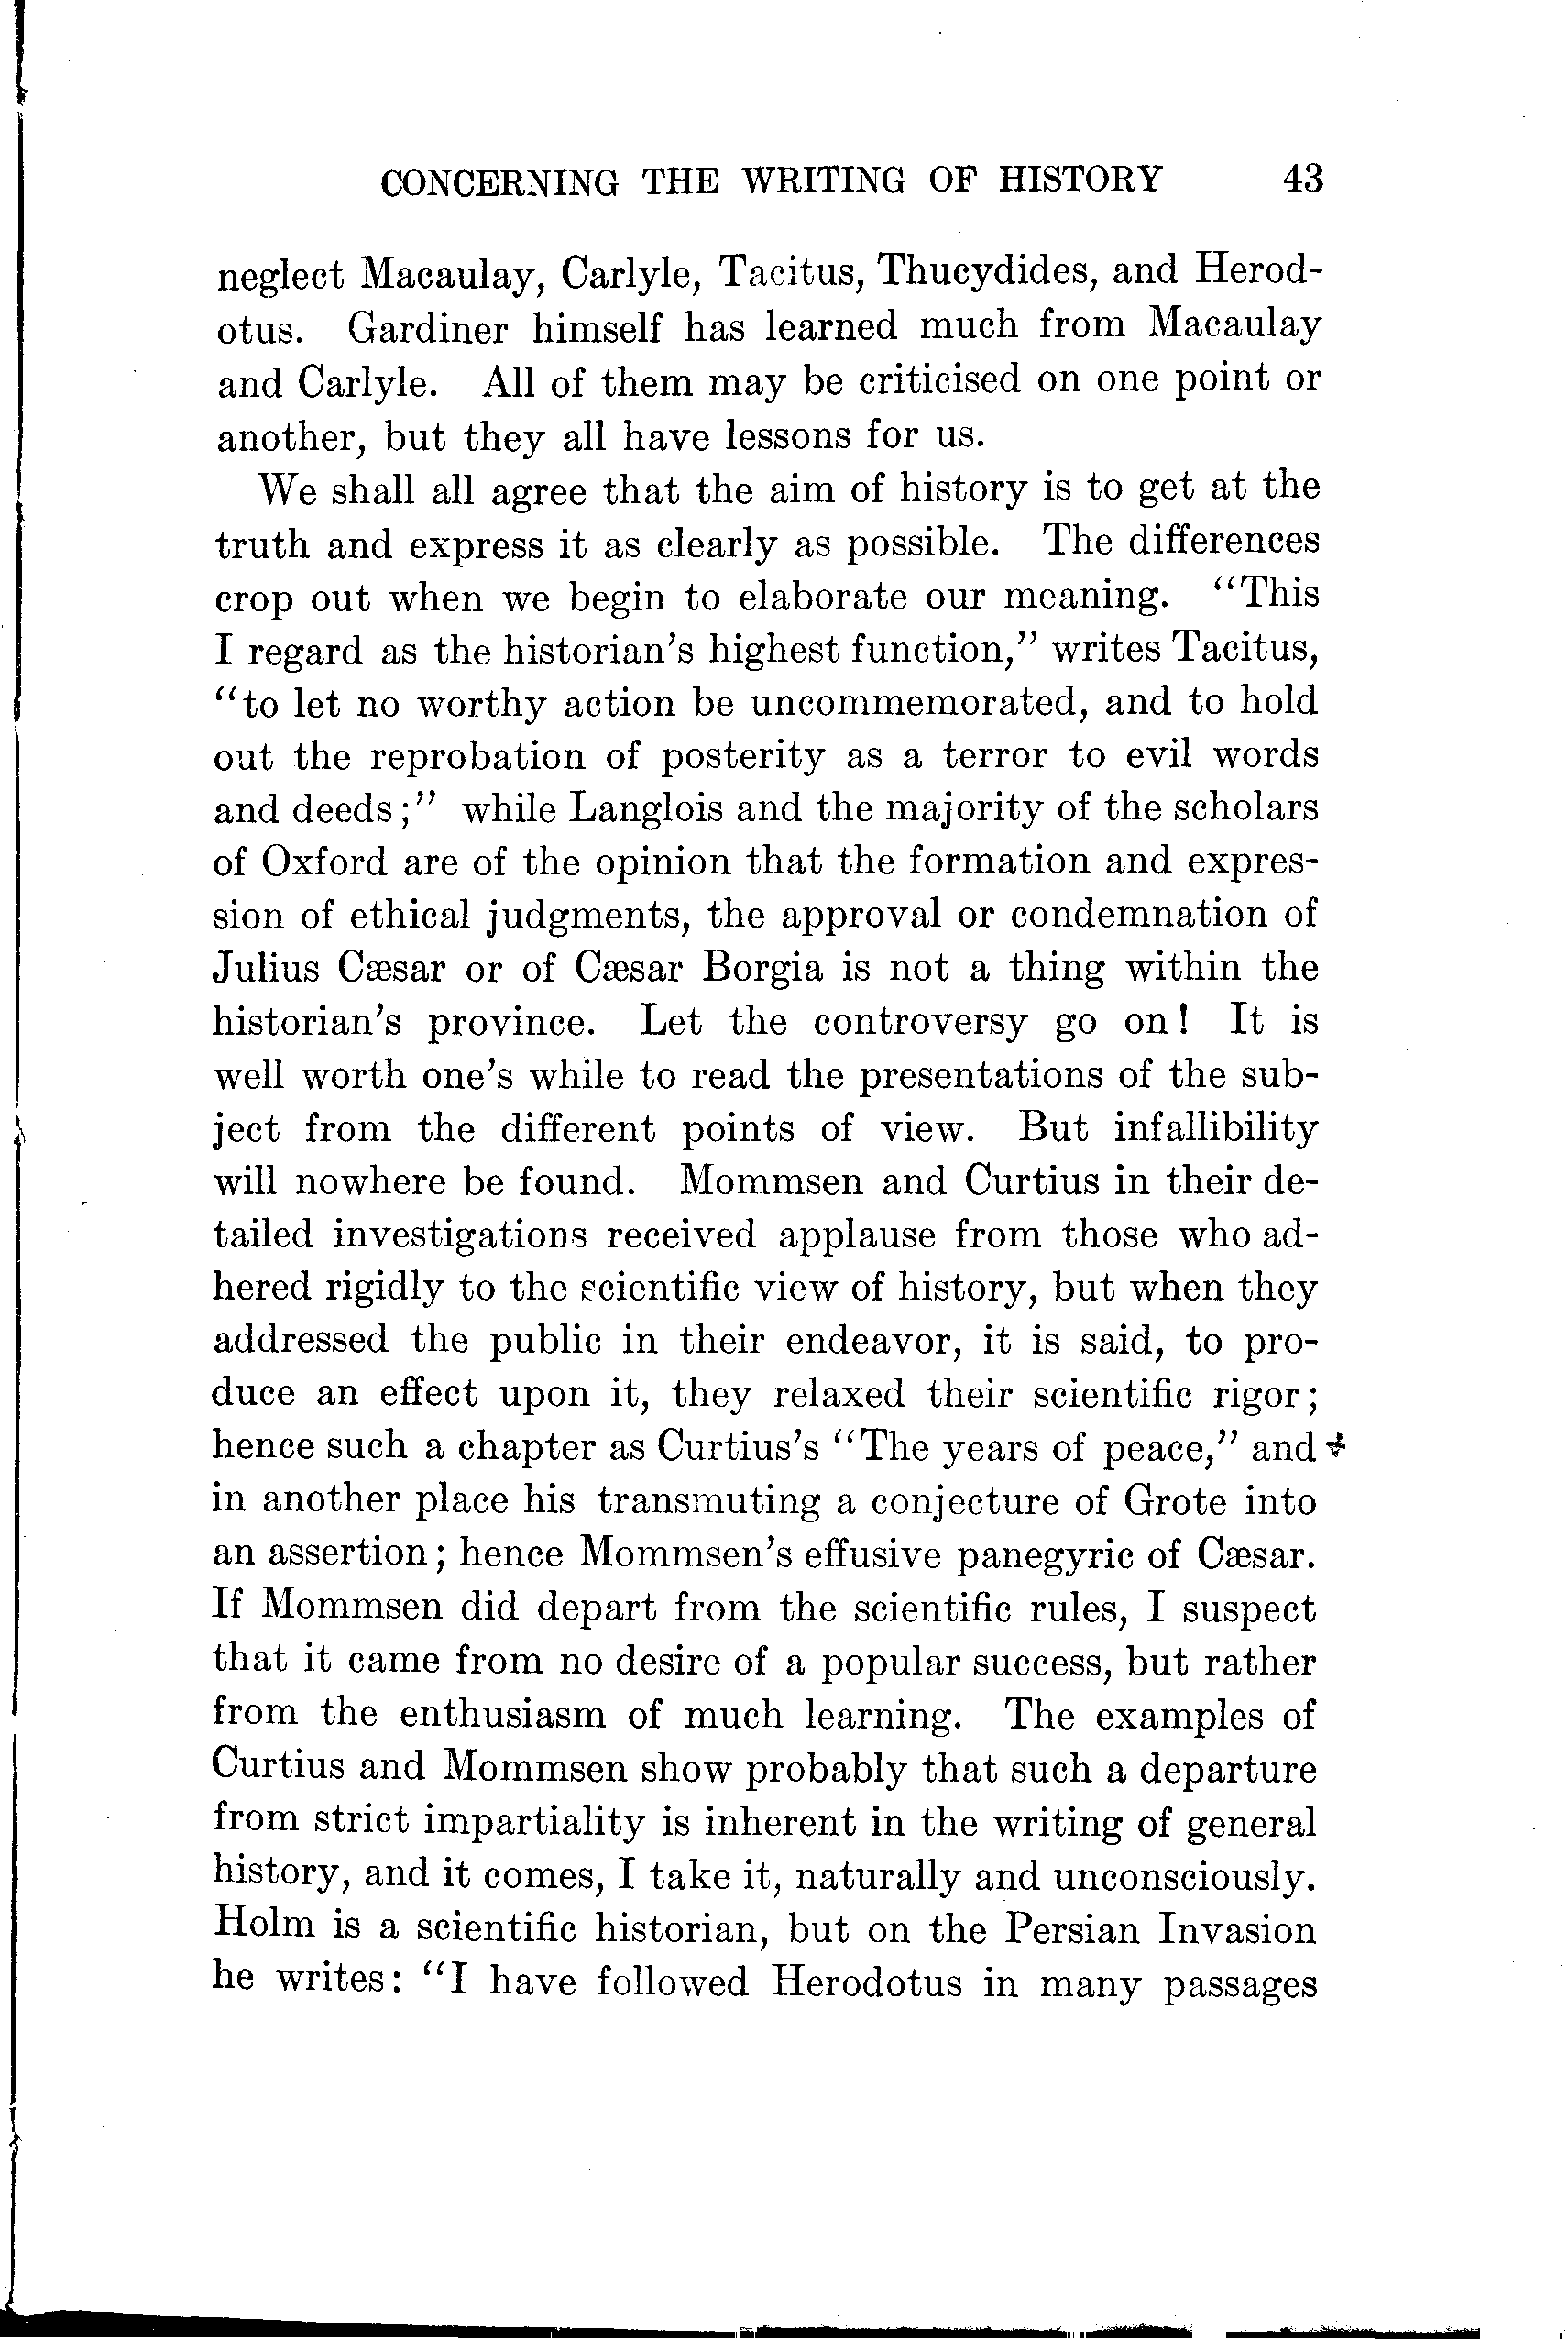 CONCERNING THE WRITING OF HISTORY 43
neglect Macaulay, Carlyle, Tacitus, Thucydides, and Herod-
otus. Gardiner himself has learned much from Macaulay
and Carlyle. All of them may be criticised on one point or
another, but they all have lessons for us.
We shall all agree that the aim of history is to get at the
truth and express it as clearly as possible. The differences
crop out when we begin to elaborate our meaning. "This
I regard as the historian's highest function," writes Tacitus,
"to let no worthy action be uncommemorated, and to hold
out the reprobation of posterity as a terror to evil words
and deeds;" while Langlois and the majority of the scholars
of Oxford are of the opinion that the formation and expres-
sion of ethical judgments, the approval or condemnation of
Julius Cæsar or of Cæsar Borgia is not a thing within the
historian's province. Let the controversy go on! It is
well worth one's while to read the presentations of the sub-
ject from the different points of view. But infallibility
will nowhere be found. Mommsen and Curtius in their de-
tailed investigations received applause from those who ad-
hered rigidly to the scientific view of history, but when they
addressed the public in their endeavor, it is said, to pro-
duce an effect upon it, they relaxed their scientific rigor;
hence such a chapter as Curtius's "The years of peace," and
in another place his transmuting a conjecture of Grote into
an assertion; hence Mommsen's effusive panegyric of Cæsar.
If Mommsen did depart from the scientific rules, I suspect
that it came from no desire of a popular success, but rather
from the enthusiasm of much learning. The examples of
Curtius and Mommsen show probably that such a departure
from strict impartiality is inherent in the writing of general
history, and it comes, I take it, naturally and unconsciously.
Holm is a scientific historian, but on the Persian Invasion
he writes: "I have followed Herodotus in many passages